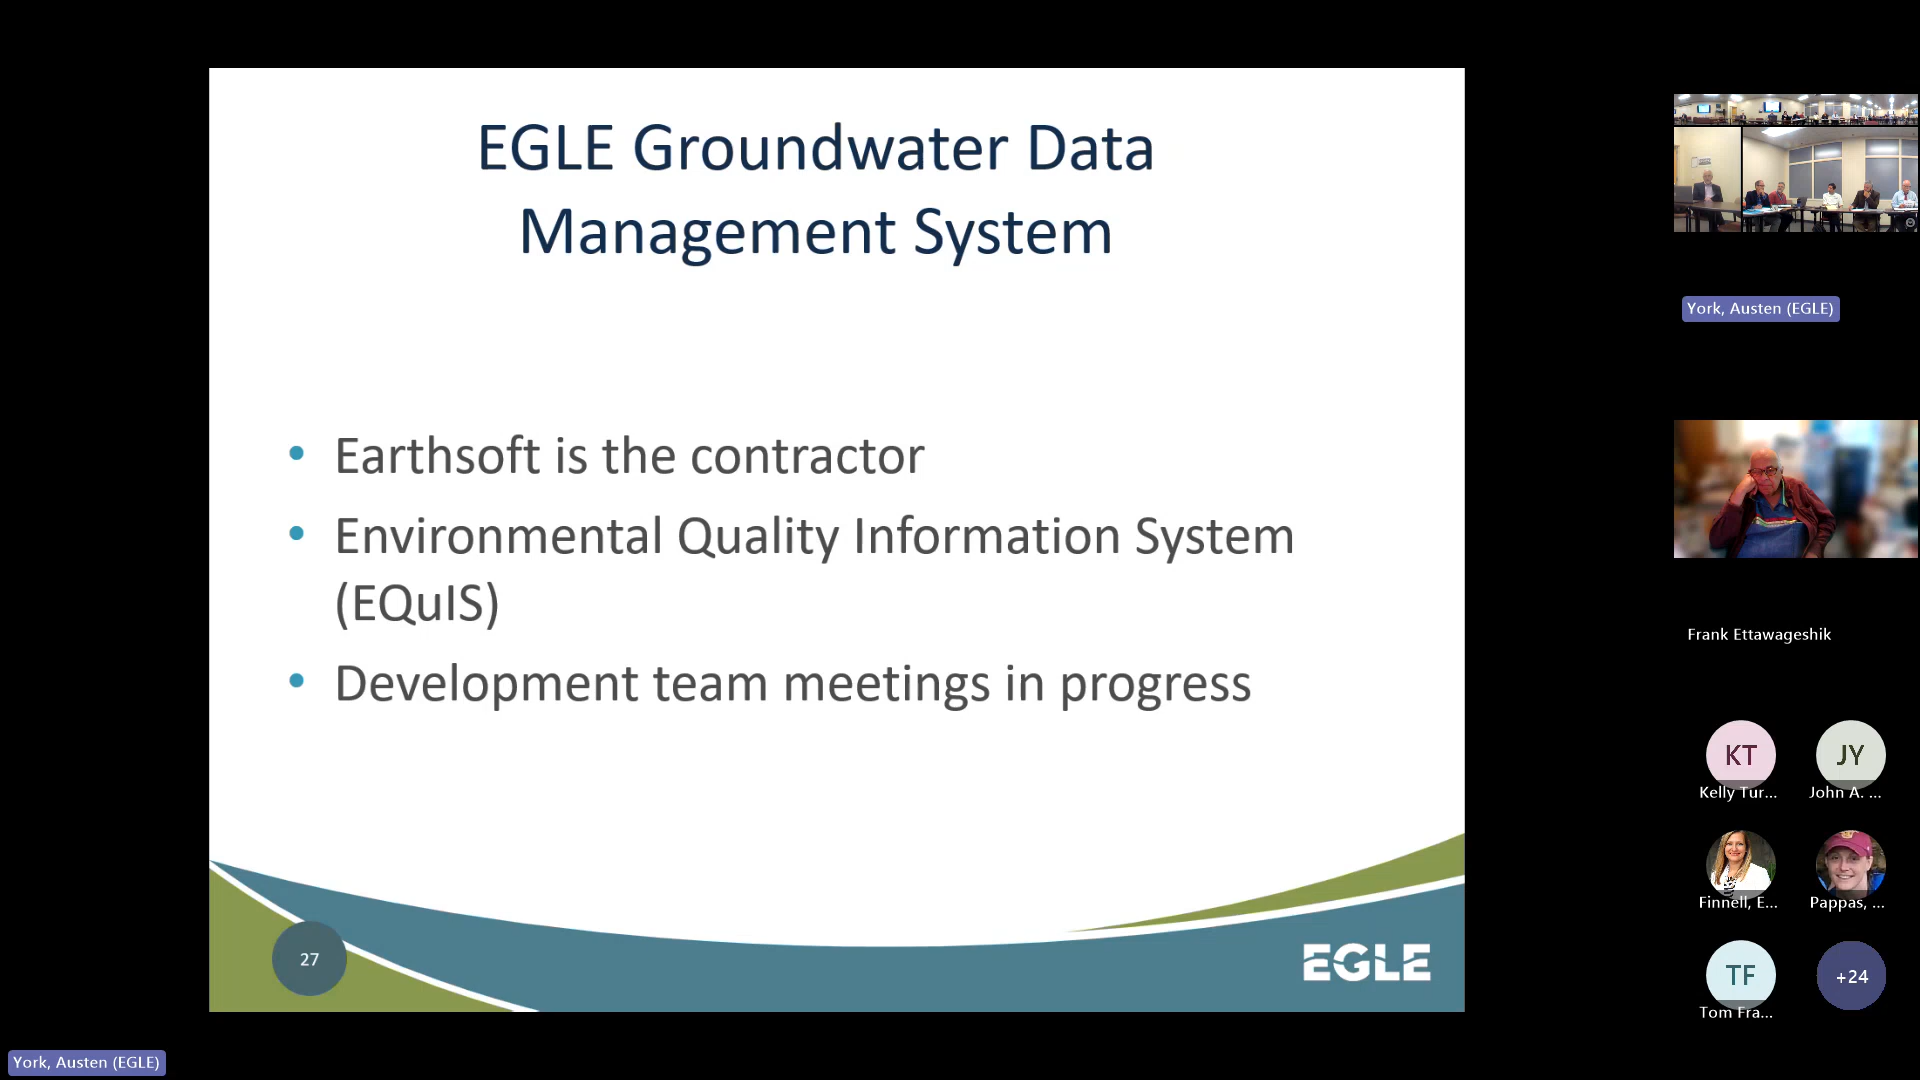 EGLE Groundwater Data
Management System
• Earthsoft is the contractor
• Environmental Quality Information System
(EQuIS)
• Development team meetings in progress
27
EGLE
York, Austen (EGLE)
Frank Ettawageshik
KT
JY
Kelly Tur...
John A. ...
Finnell, E...
Pappas, ...
TF
+24
Tom Fra...
York, Austen (EGLE)